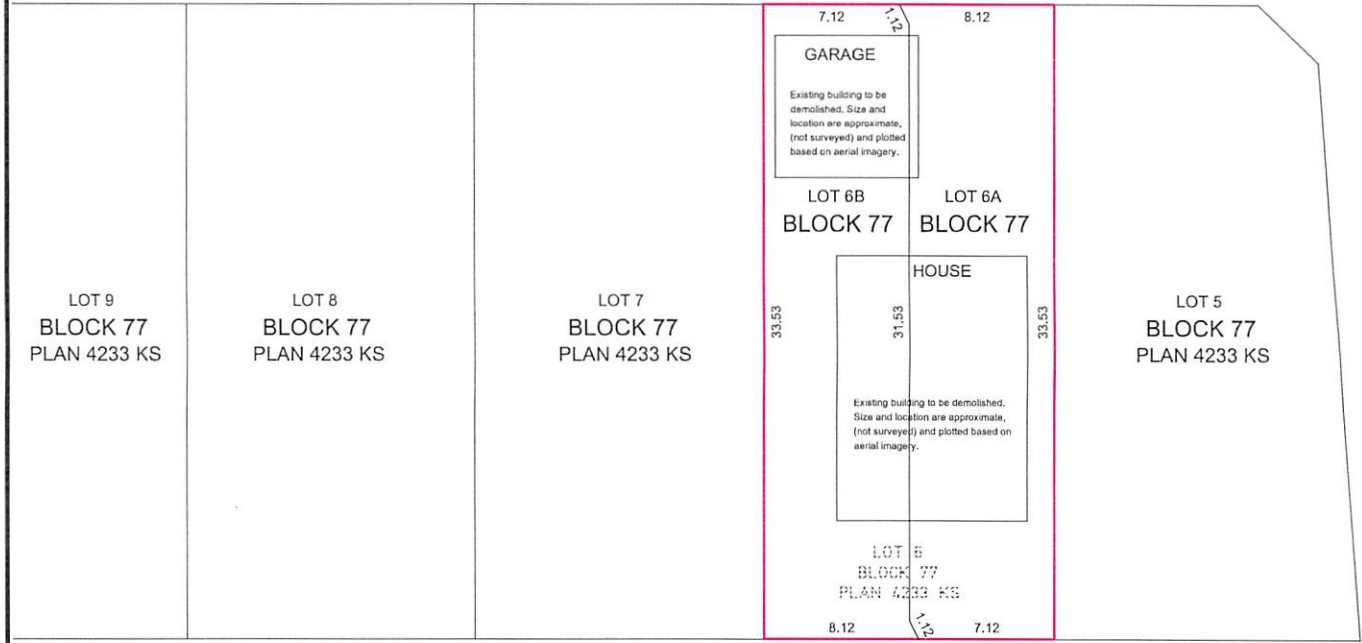 7.12
1.12
8.12
GARAGE
Existing building to be
demolished. Size and
location are approximate,
(not surveyed) and plotted
based on aerial imagery.
LOT 6B
BLOCK 77
LOT 6A
BLOCK 77
HOUSE
LOT 9
BLOCK 77
PLAN 4233 KS
LOT 8
BLOCK 77
PLAN 4233 KS
LOT 7
BLOCK 77
PLAN 4233 KS
33.53
31.53
33.53
LOT 5
BLOCK 77
PLAN 4233 KS
Existing building to be demolished.
Size and location are approximate,
(not surveyed) and plotted based on
aerial imagery.
LOT 6
BLOCK 77
PLAN 4233 KS
8.12
1.12
7.12